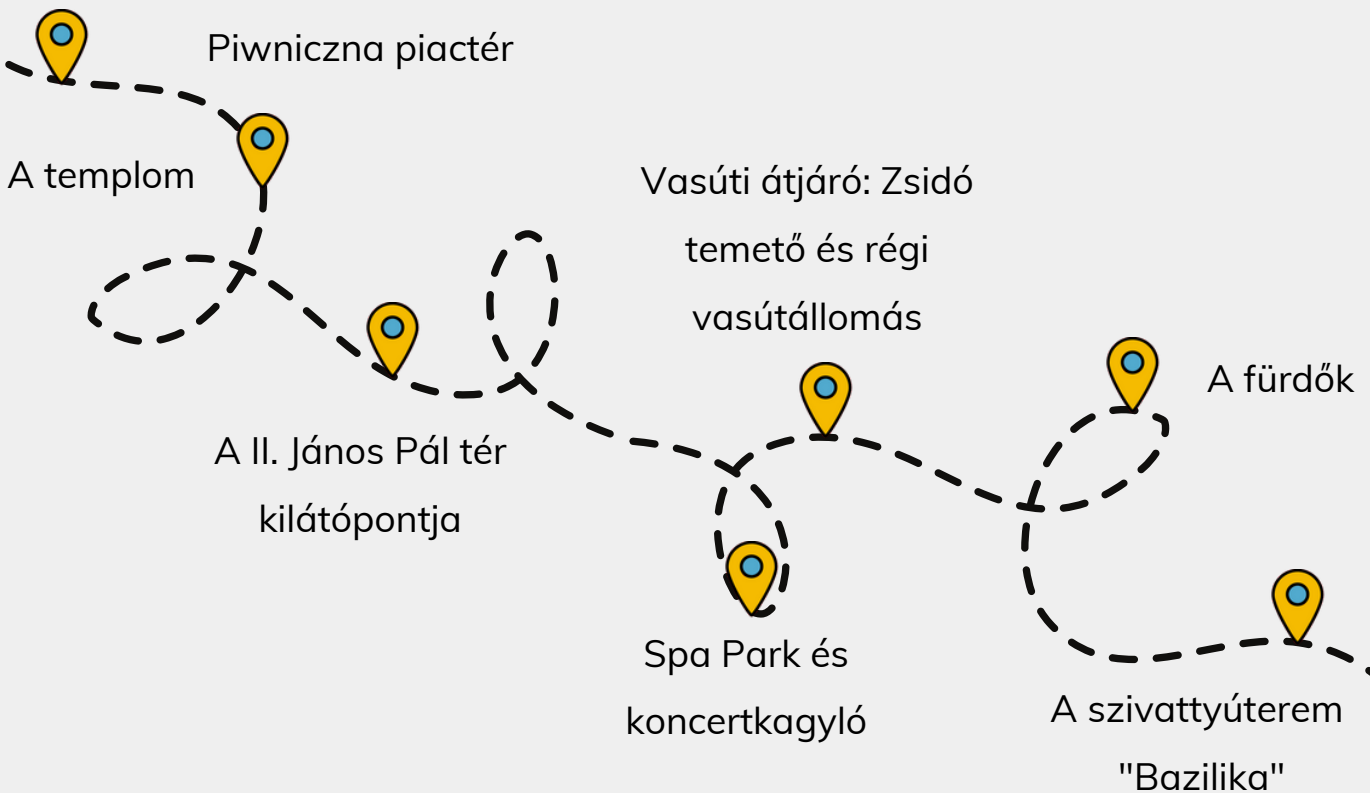 Piwniczna piactér
A templom
Vasúti átjáró: Zsidó
temető és régi
vasútállomás
A fürdők
A II. János Pál tér
kilátópontja
Spa Park és
koncertkagyló
A szivattyúterem
"Bazilika"